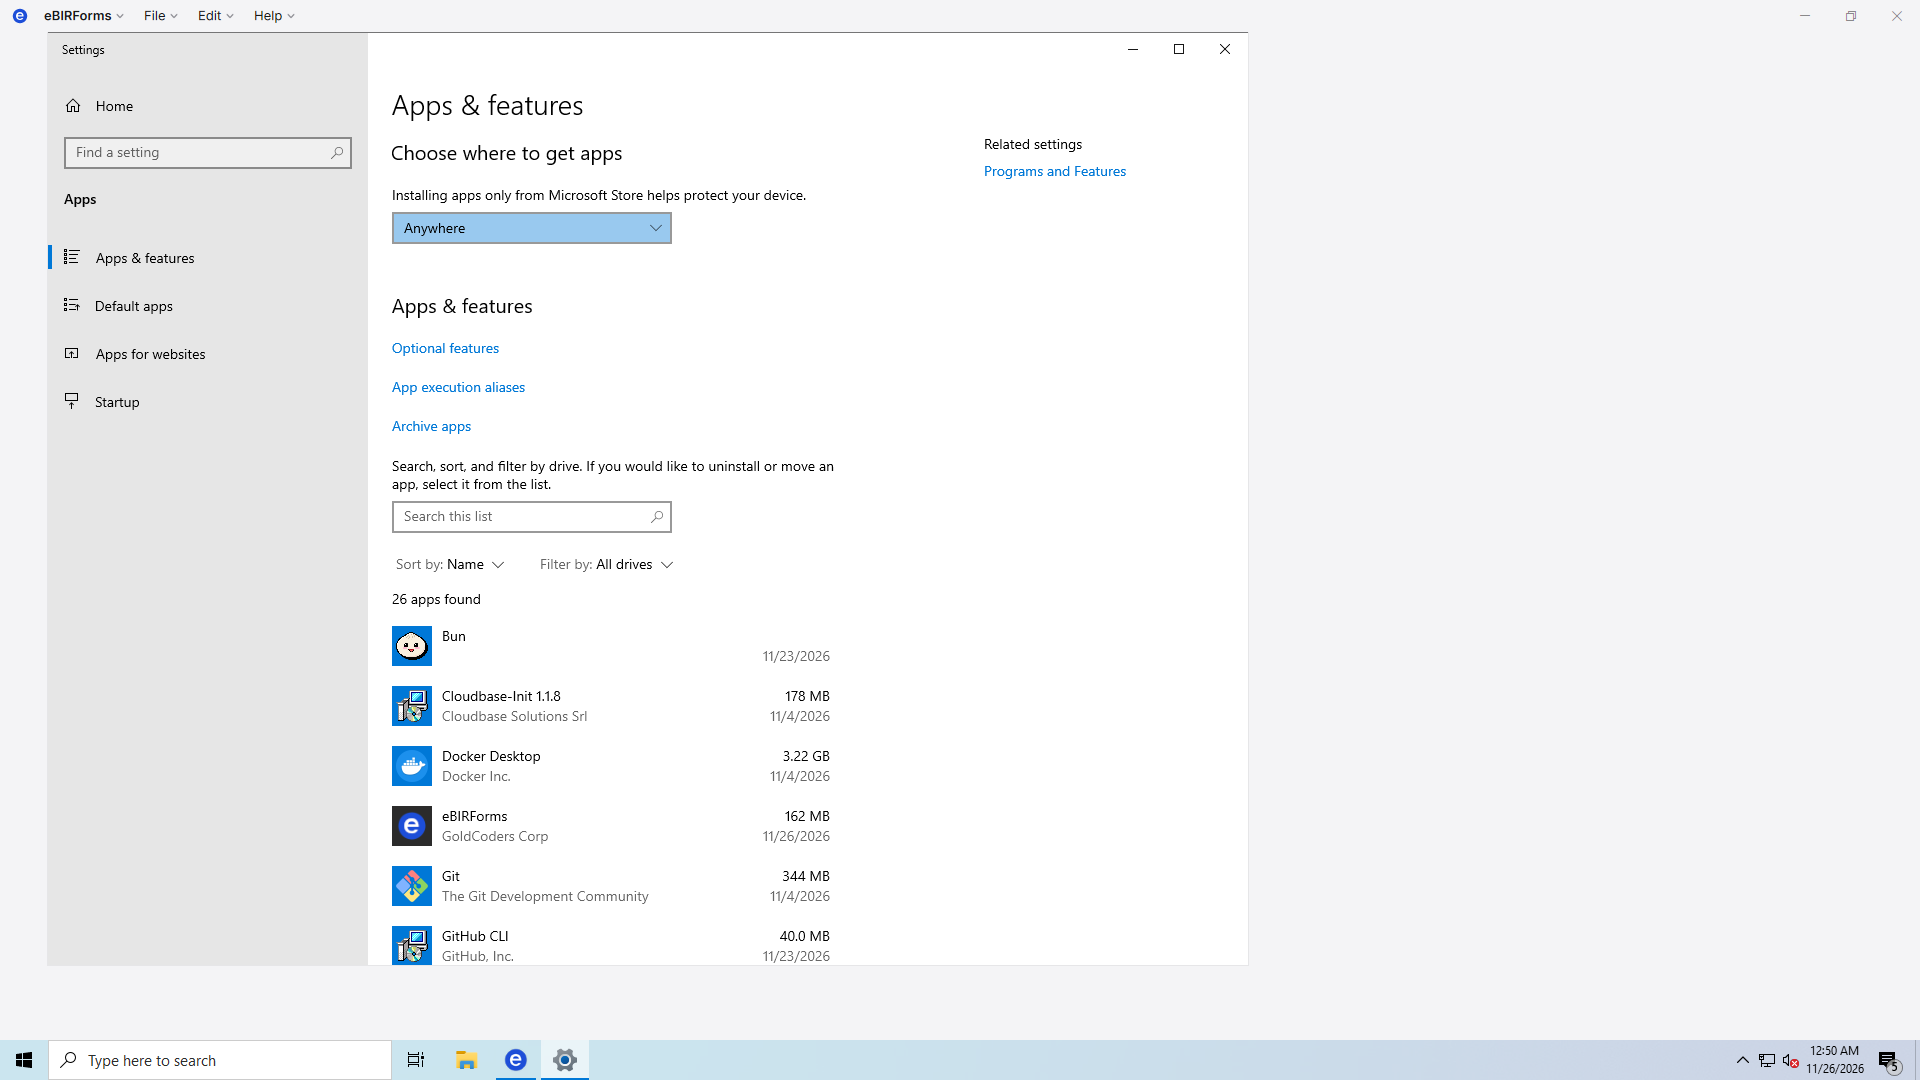 eBIRForms File Edit Help
Settings
Home
Find a setting
Apps
Apps & features
Default apps
Apps for websites
Startup
Apps & features
Choose where to get apps
Installing apps only from Microsoft Store helps protect your device.
Anywhere
Apps & features
Optional features
App execution aliases
Archive apps
Search, sort, and filter by drive. If you would like to uninstall or move an
app, select it from the list.
Search this list
Sort by: Name Filter by: All drives
26 apps found
Bun
11/23/2026
Cloudbase-Init 1.1.8 178 MB
Cloudbase Solutions Srl 11/4/2026
Docker Desktop 3.22 GB
Docker Inc. 11/4/2026
eBIRForms 162 MB
GoldCoders Corp 11/26/2026
Git 344 MB
The Git Development Community 11/4/2026
GitHub CLI 40.0 MB
GitHub, Inc. 11/23/2026
Related settings
Programs and Features
Type here to search
12:50 AM
11/26/2026
5